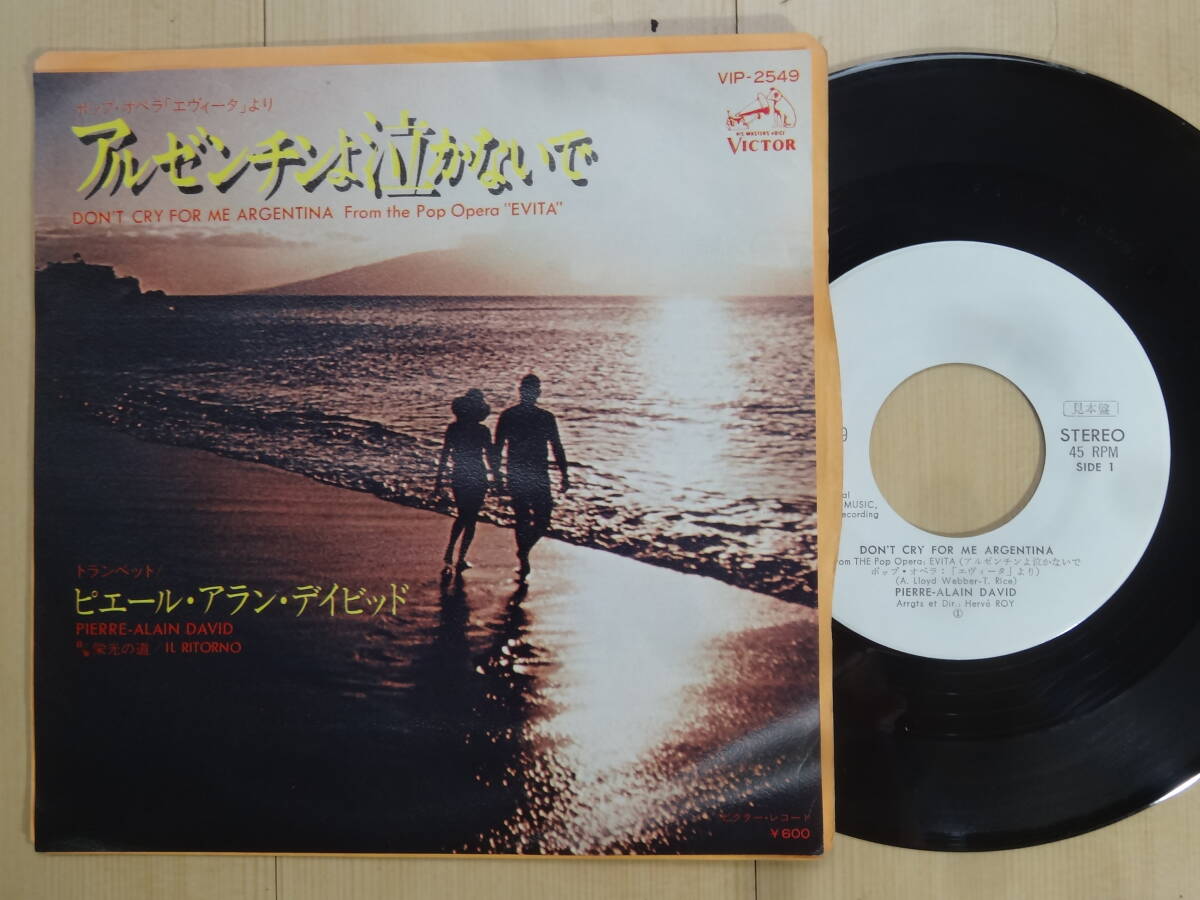 VIP-2549
HIS MASTER'S VOICE
VICTOR
ポップ・オペラ「エヴィータ」より
アルゼンチンよ泣かないで
DON'T CRY FOR ME ARGENTINA From the Pop Opera "EVITA"
トランペット/
ピエール・アラン・デイビッド
PIERRE-ALAIN DAVID
栄光の道/IL RITORNO
ビクター・レコード
¥600
見本盤
STEREO
45 RPM
SIDE 1
9
al
MUSIC,
ecording
DON'T CRY FOR ME ARGENTINA
rom THE Pop Opera: EVITA (アルゼンチンよ泣かないで
ポップ・オペラ:「エヴィータ」より)
(A. Lloyd Webber-T. Rice)
PIERRE-ALAIN DAVID
Arrgts et Dir.: Hervé ROY
①